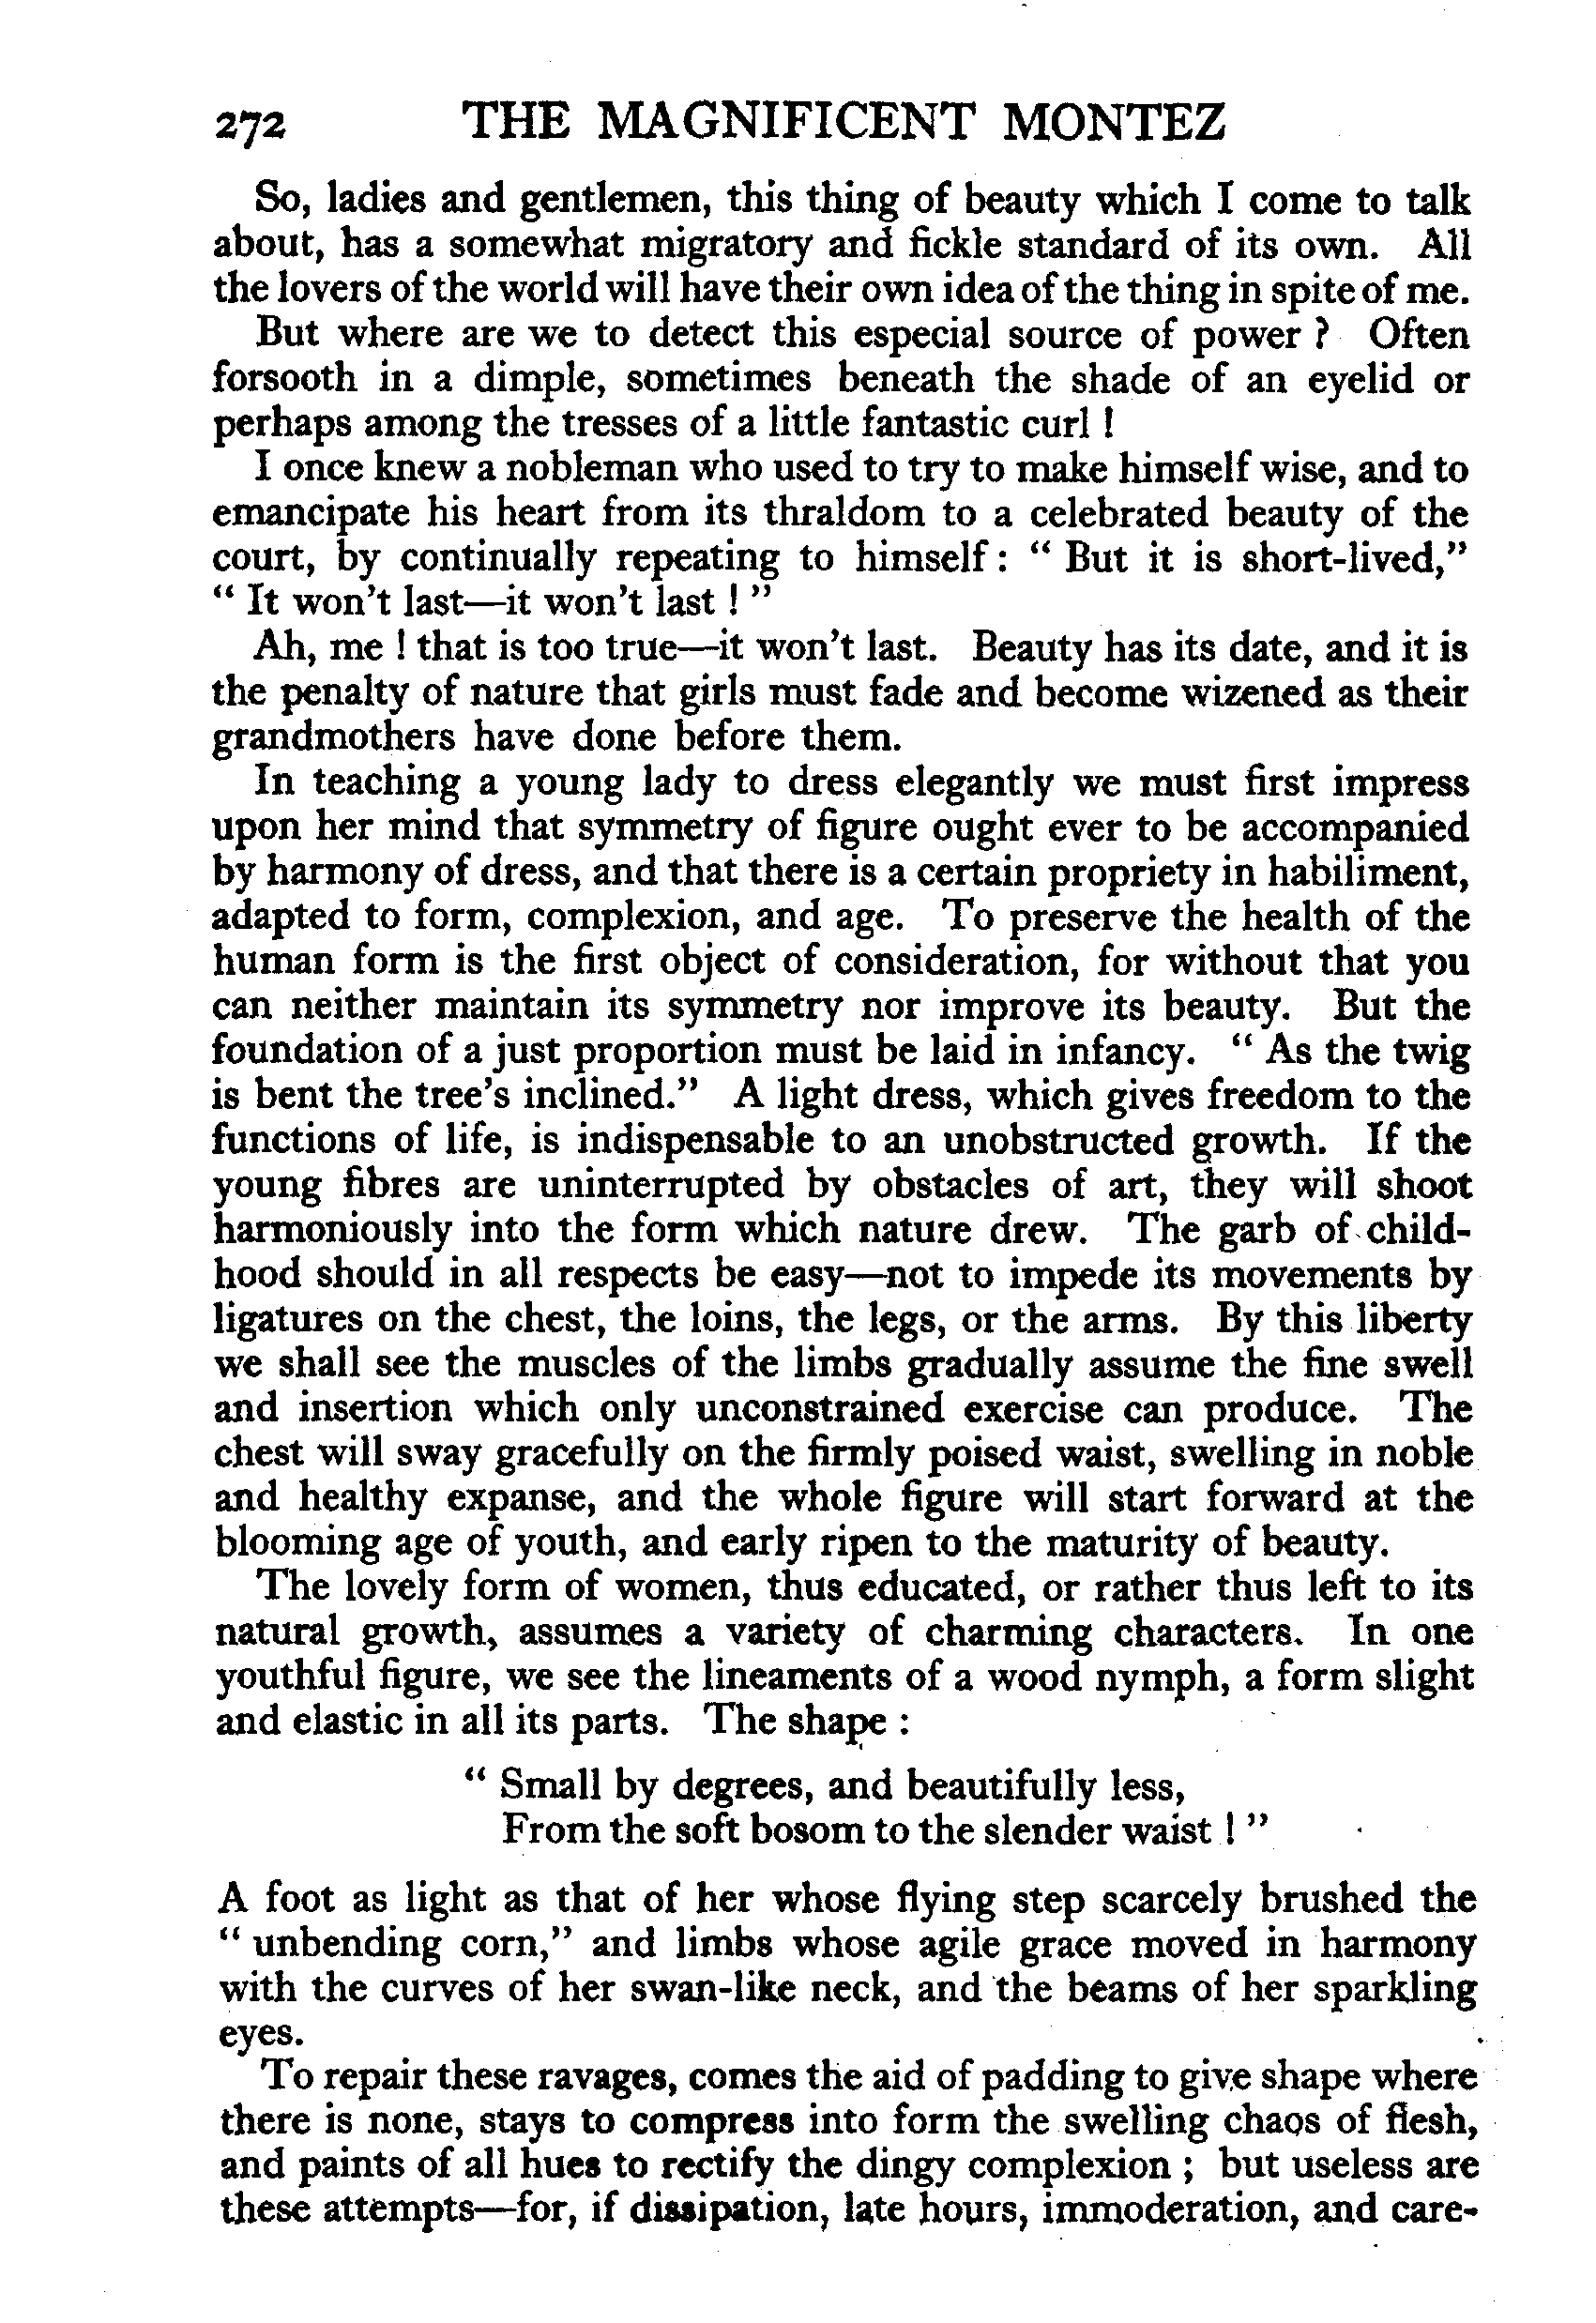 272 THE MAGNIFICENT MONTEZ
So, ladies and gentlemen, this thing of beauty which I come to talk
about, has a somewhat migratory and fickle standard of its own. All
the lovers of the world will have their own idea of the thing in spite of me.
But where are we to detect this especial source of power ? Often
forsooth in a dimple, sometimes beneath the shade of an eyelid or
perhaps among the tresses of a little fantastic curl !
I once knew a nobleman who used to try to make himself wise, and to
emancipate his heart from its thraldom to a celebrated beauty of the
court, by continually repeating to himself : " But it is short-lived,"
" It won't last—it won't last ! "
Ah, me ! that is too true—it won't last. Beauty has its date, and it is
the penalty of nature that girls must fade and become wizened as their
grandmothers have done before them.
In teaching a young lady to dress elegantly we must first impress
upon her mind that symmetry of figure ought ever to be accompanied
by harmony of dress, and that there is a certain propriety in habiliment,
adapted to form, complexion, and age. To preserve the health of the
human form is the first object of consideration, for without that you
can neither maintain its symmetry nor improve its beauty. But the
foundation of a just proportion must be laid in infancy. " As the twig
is bent the tree's inclined." A light dress, which gives freedom to the
functions of life, is indispensable to an unobstructed growth. If the
young fibres are uninterrupted by obstacles of art, they will shoot
harmoniously into the form which nature drew. The garb of child-
hood should in all respects be easy—not to impede its movements by
ligatures on the chest, the loins, the legs, or the arms. By this liberty
we shall see the muscles of the limbs gradually assume the fine swell
and insertion which only unconstrained exercise can produce. The
chest will sway gracefully on the firmly poised waist, swelling in noble
and healthy expanse, and the whole figure will start forward at the
blooming age of youth, and early ripen to the maturity of beauty.
The lovely form of women, thus educated, or rather thus left to its
natural growth, assumes a variety of charming characters. In one
youthful figure, we see the lineaments of a wood nymph, a form slight
and elastic in all its parts. The shape :
" Small by degrees, and beautifully less,
From the soft bosom to the slender waist ! "
A foot as light as that of her whose flying step scarcely brushed the
" unbending corn," and limbs whose agile grace moved in harmony
with the curves of her swan-like neck, and the beams of her sparkling
eyes.
To repair these ravages, comes the aid of padding to give shape where
there is none, stays to compress into form the swelling chaos of flesh,
and paints of all hues to rectify the dingy complexion ; but useless are
these attempts—for, if dissipation, late hours, immoderation, and care-